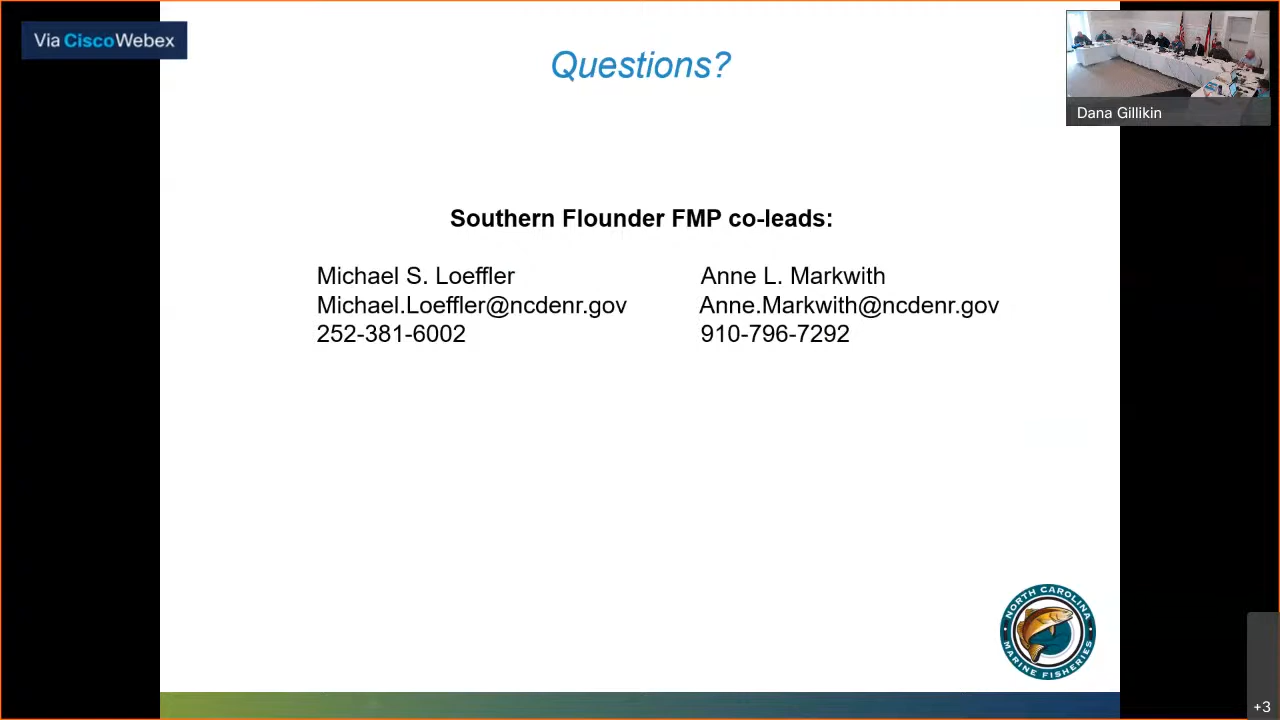 Via CiscoWebex
Questions?
Dana Gillikin
Southern Flounder FMP co-leads:
Michael S. Loeffler
Michael.Loeffler@ncdenr.gov
252-381-6002
Anne L. Markwith
Anne.Markwith@ncdenr.gov
910-796-7292
NORTH CAROLINA
MARINE FISHERIES
+3